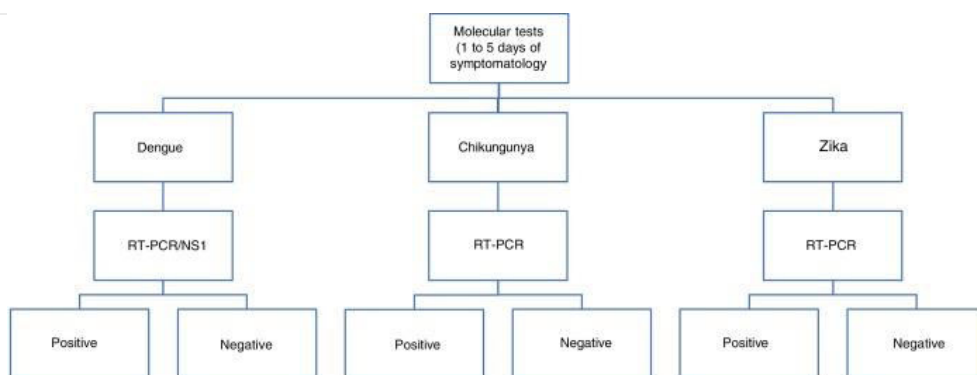 Molecular tests
(1 to 5 days of
symptomatology
Dengue
Chikungunya
Zika
RT-PCR/NS1
RT-PCR
RT-PCR
Positive
Negative
Positive
Negative
Positive
Negative